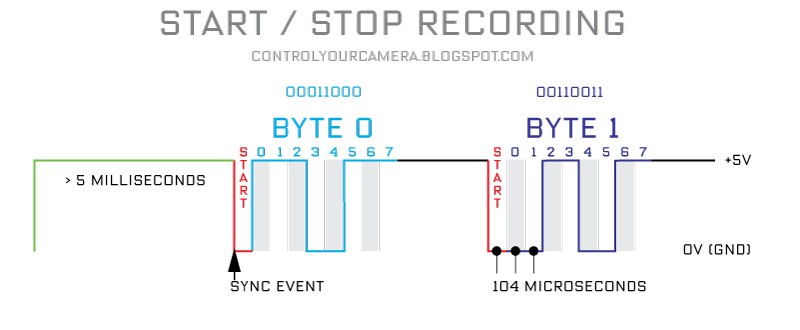 START / STOP RECORDING
CONTROLYOURCAMERA.BLOGSPOT.COM
00011000 00110011
BYTE 0 BYTE 1
START 0 1 2 3 4 5 6 7 START 0 1 2 3 4 5 6 7
+5V
> 5 MILLISECONDS
0V (GND)
SYNC EVENT 104 MICROSECONDS